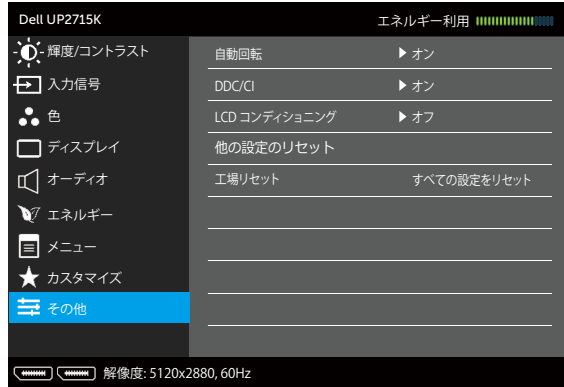 Dell UP2715K エネルギー利用
輝度/コントラスト
入力信号
色
ディスプレイ
オーディオ
エネルギー
メニュー
カスタマイズ
その他
自動回転 オン
DDC/CI オン
LCD コンディショニング オフ
他の設定のリセット
工場リセット すべての設定をリセット
解像度: 5120x2880, 60Hz